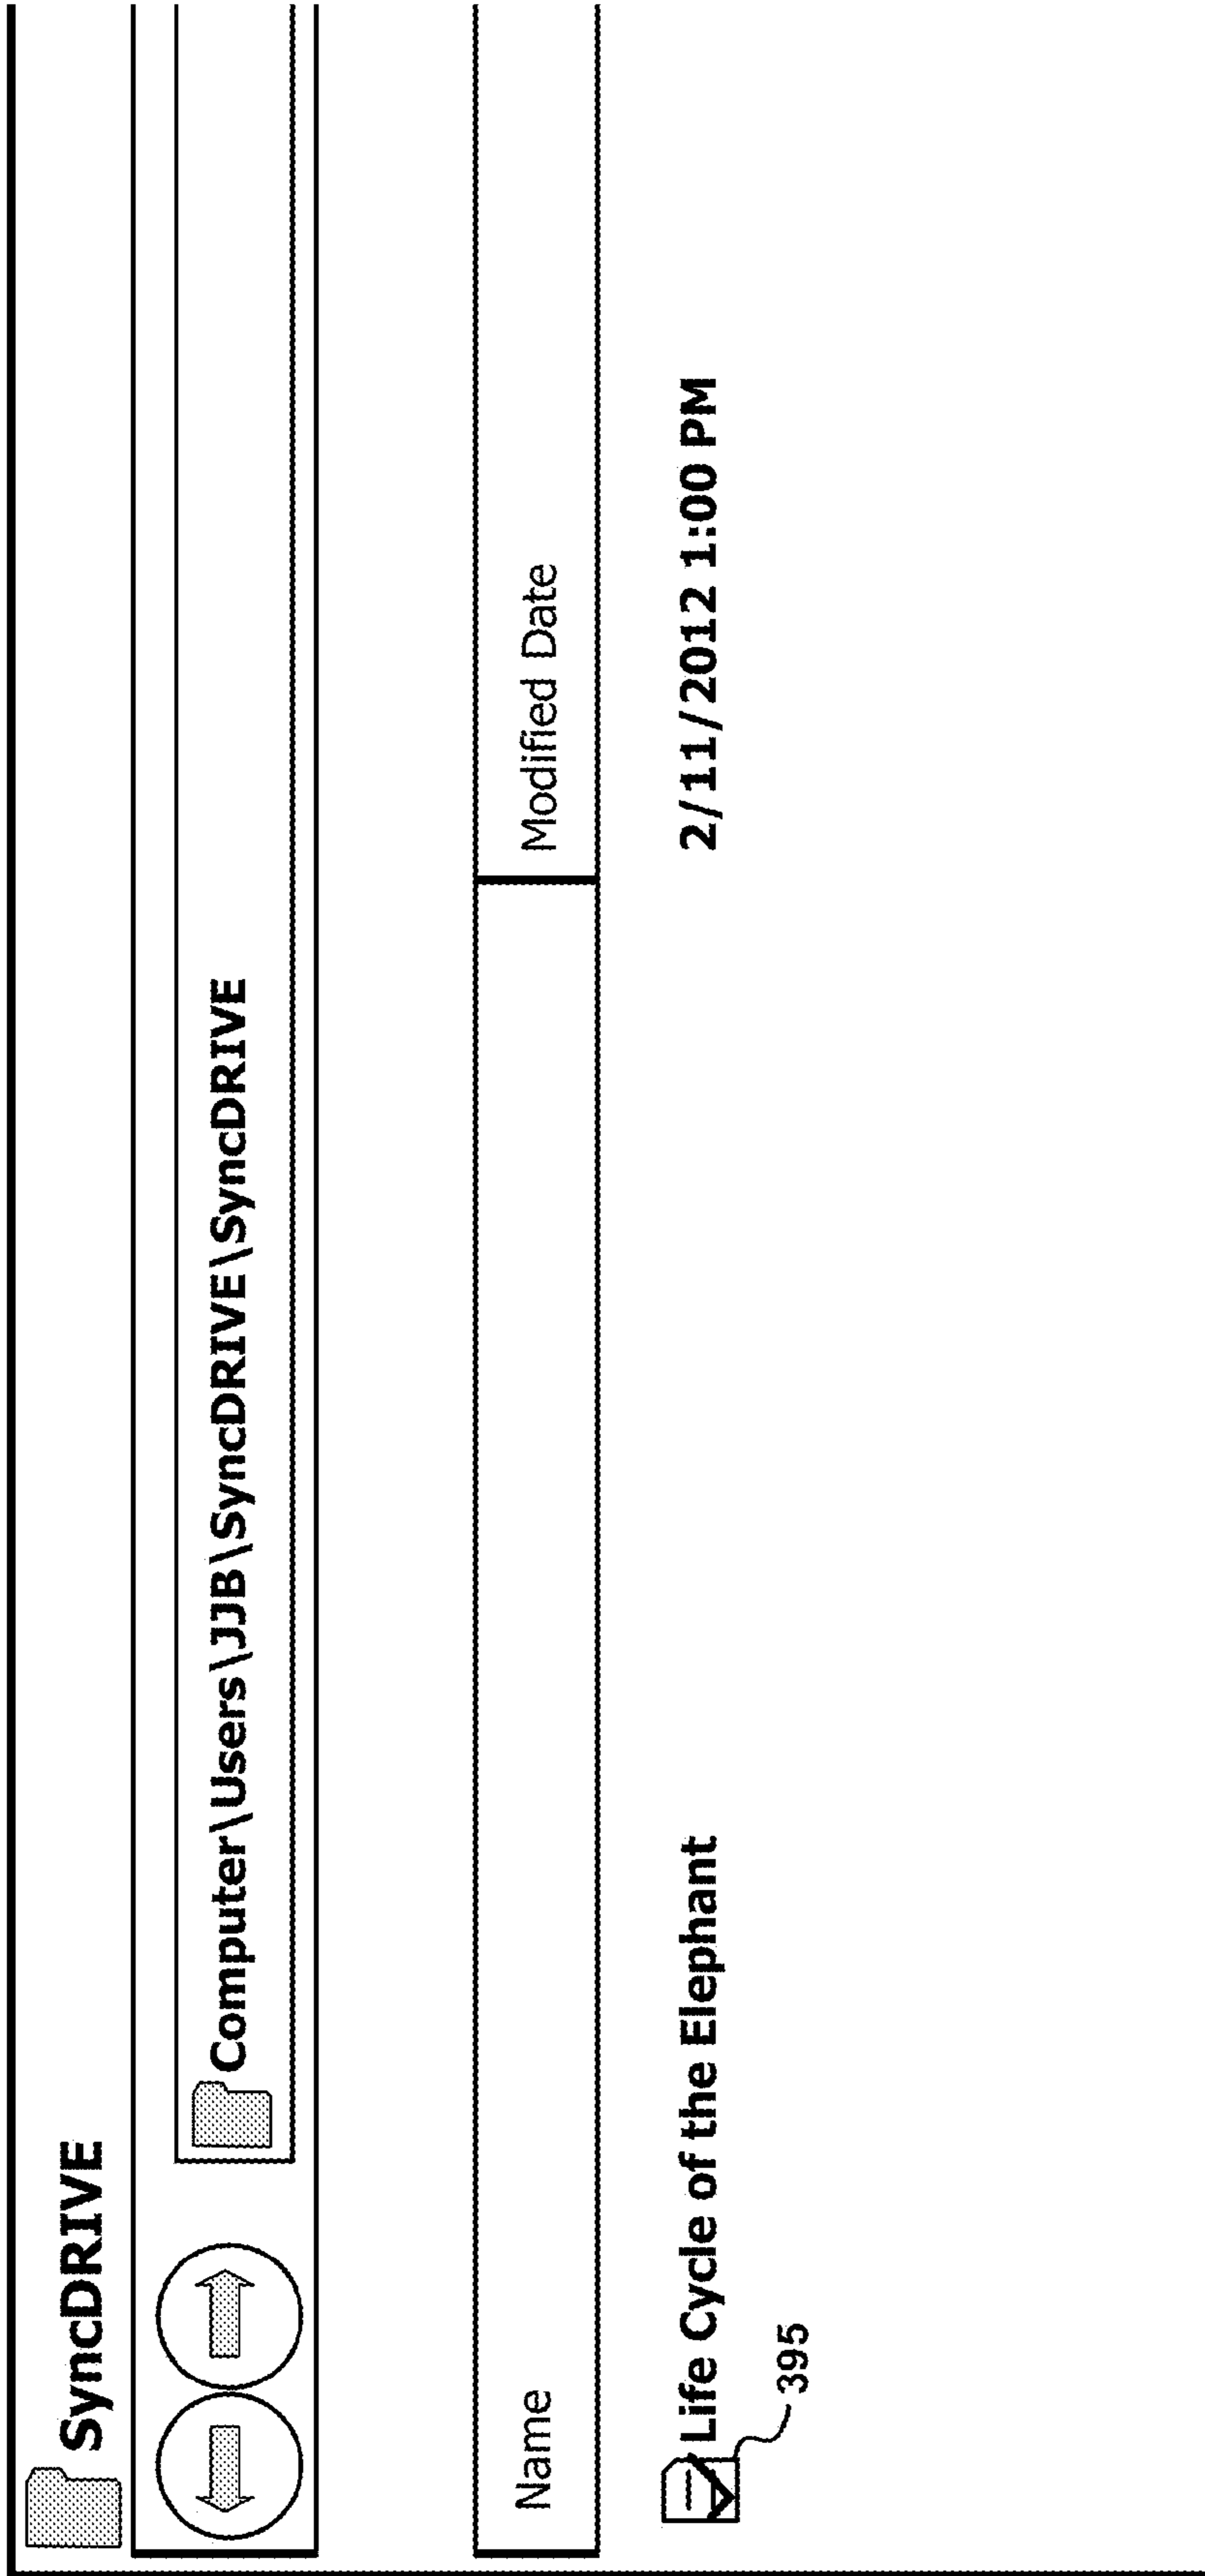 SyncDRIVE
Computer\Users\JJB\SyncDRIVE\SyncDRIVE
Name Modified Date
Life Cycle of the Elephant 2/11/2012 1:00 PM
395